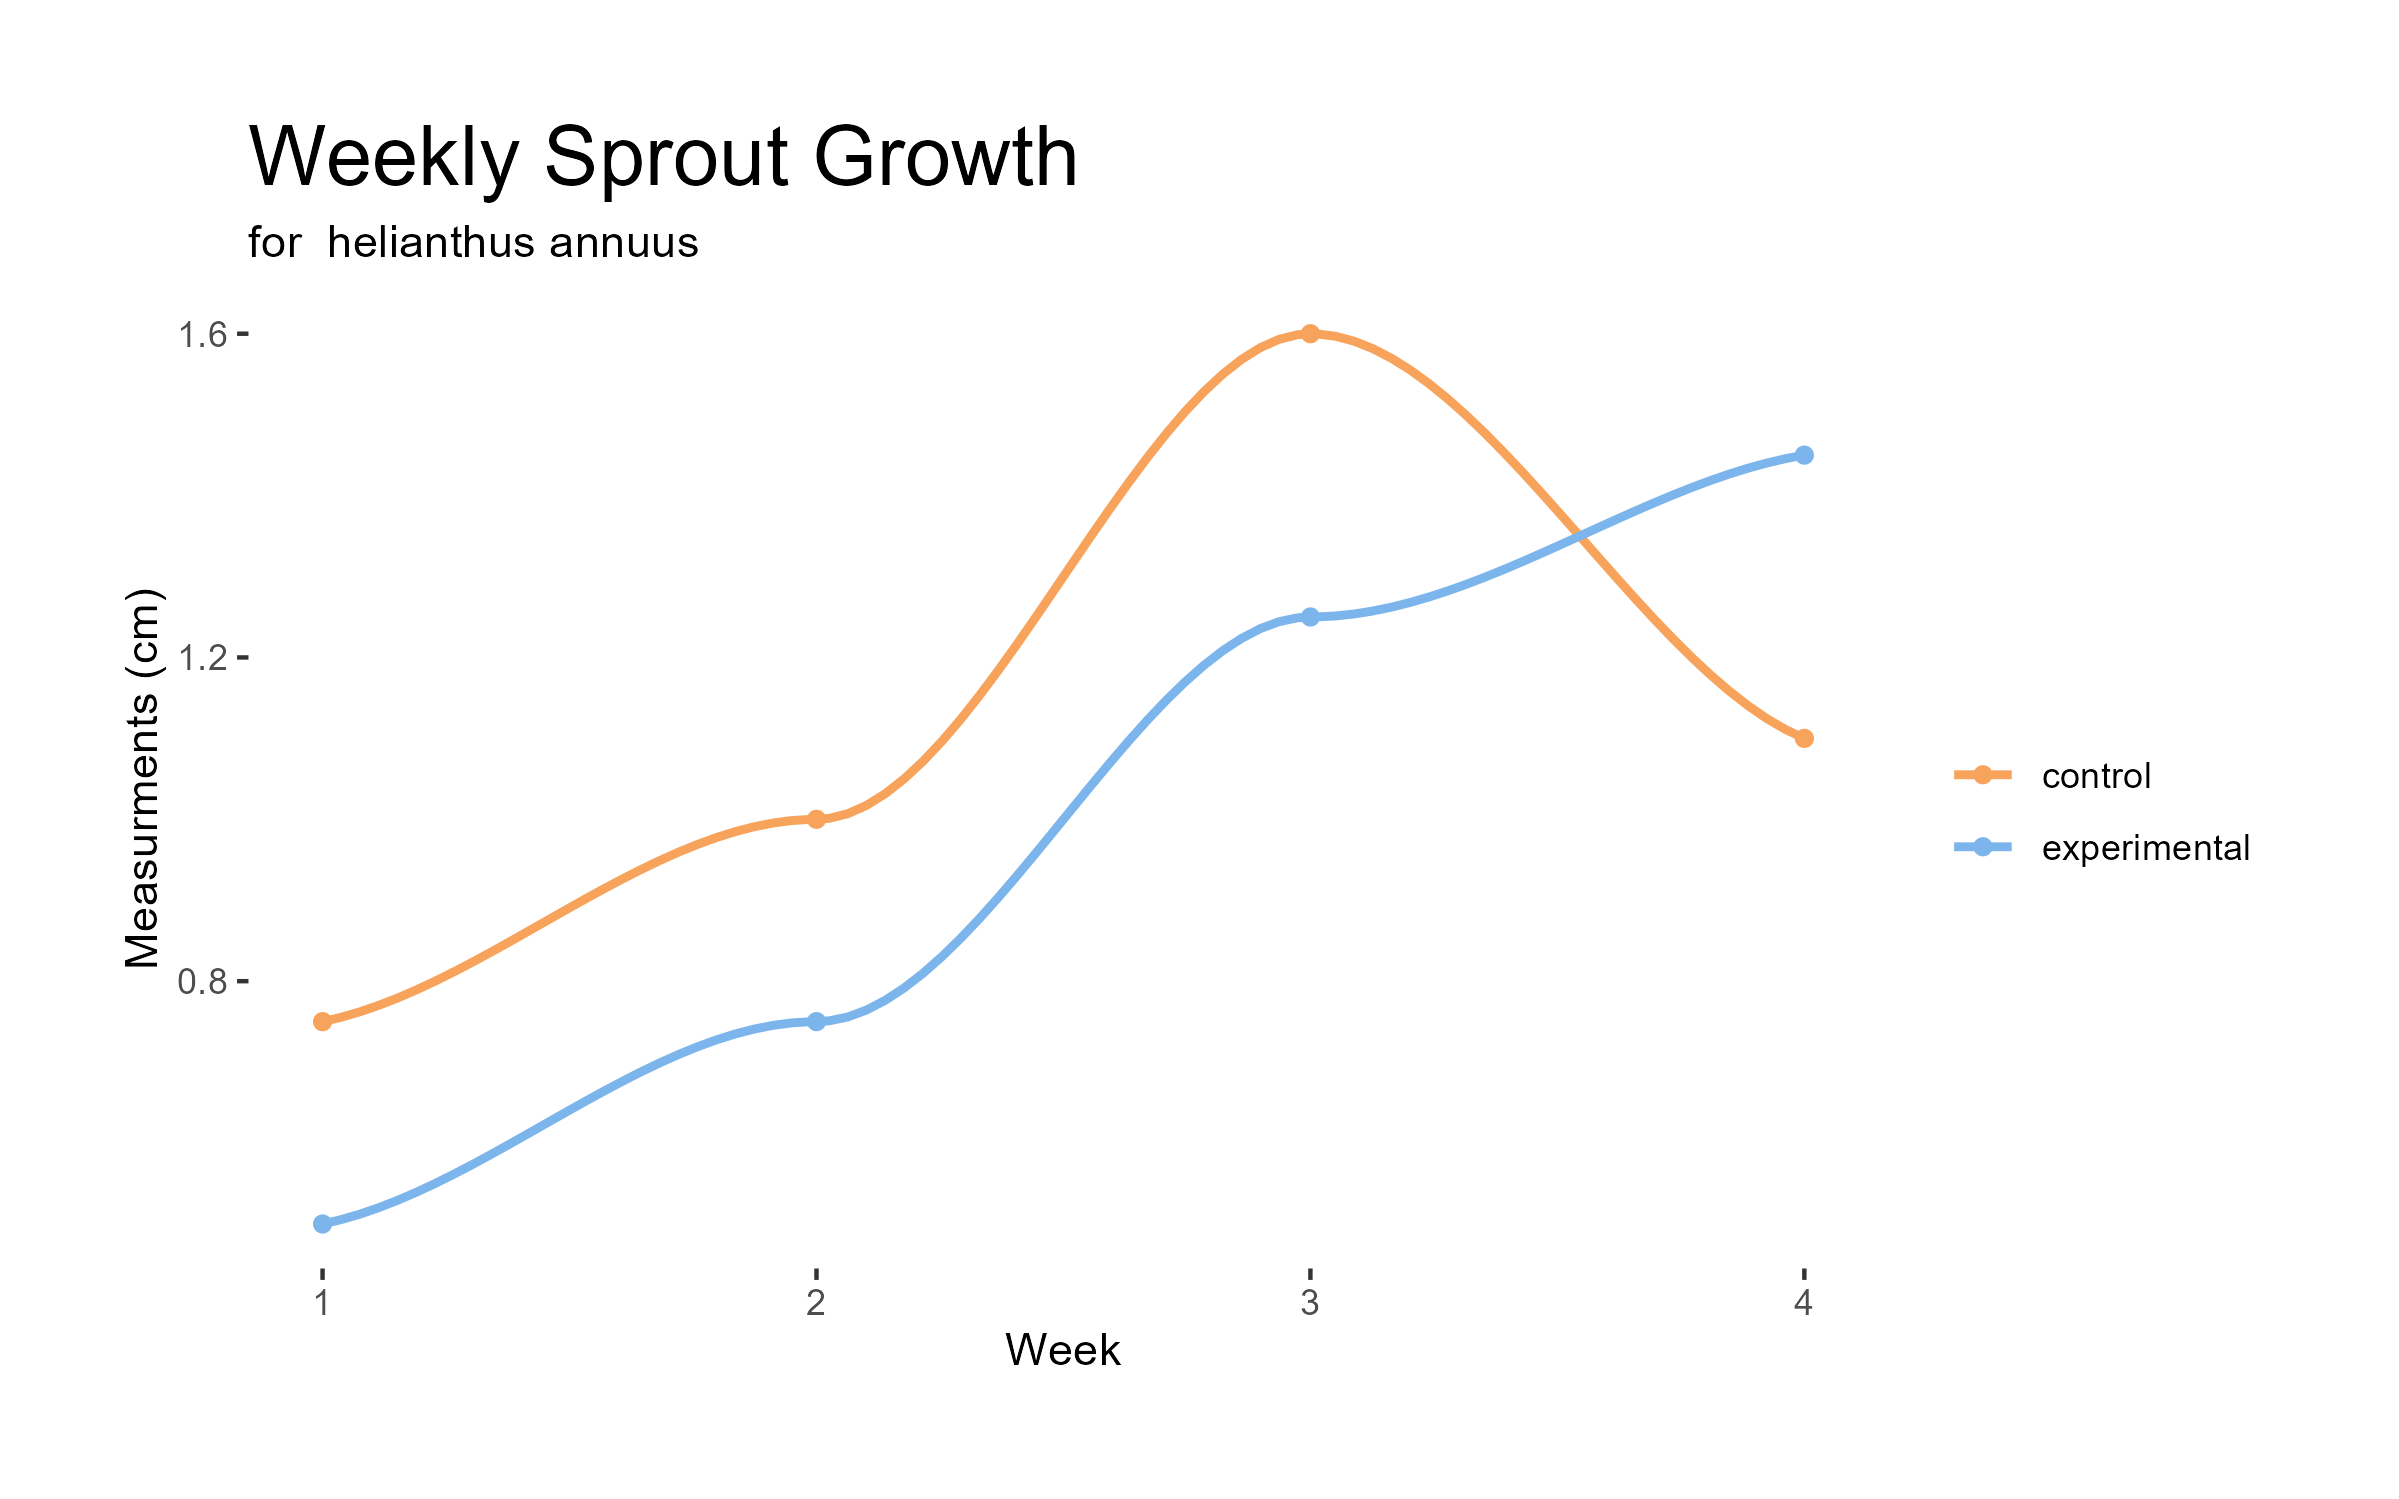 Weekly Sprout Growth
for  helianthus annuus
1.6
1.2
0.8
Measurments (cm)
1
2
3
4
Week
control
experimental